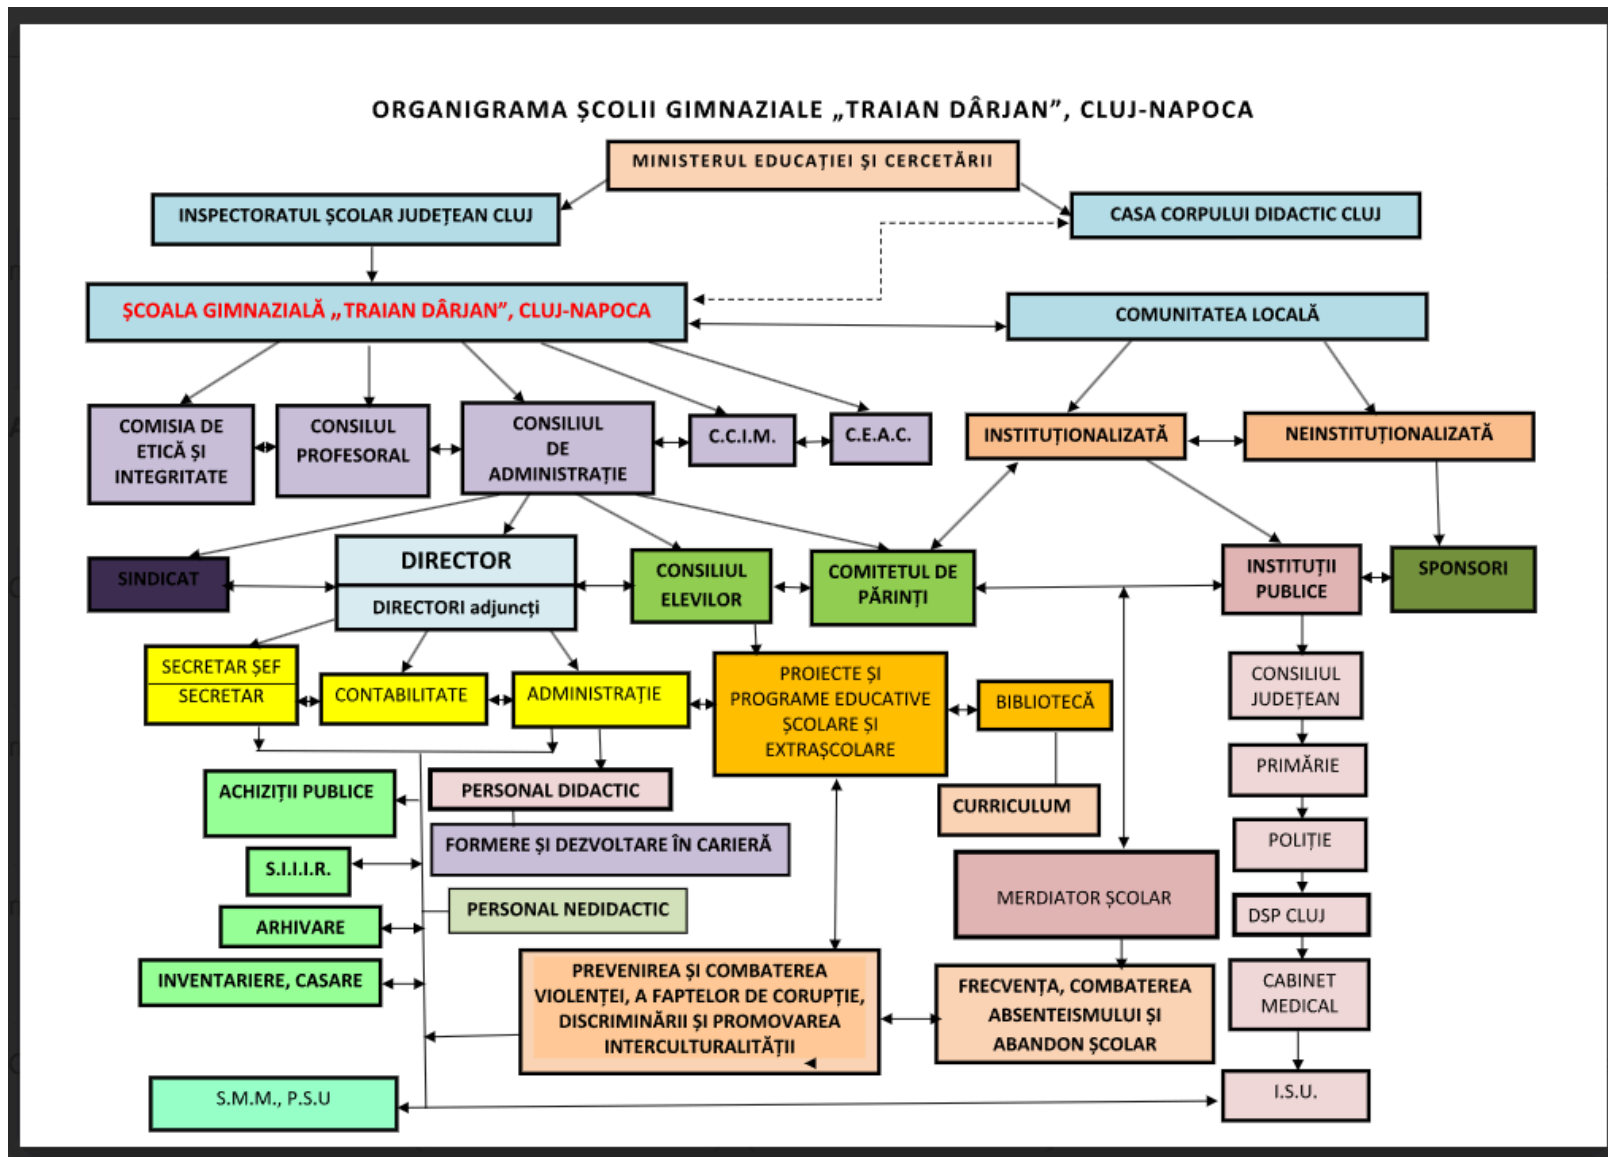 ORGANIGRAMA ȘCOLII GIMNAZIALE „TRAIAN DÂRJAN”, CLUJ-NAPOCA
MINISTERUL EDUCAȚIEI ȘI CERCETĂRII
INSPECTORATUL ȘCOLAR JUDEȚEAN CLUJ
CASA CORPULUI DIDACTIC CLUJ
ȘCOALA GIMNAZIALĂ „TRAIAN DÂRJAN”, CLUJ-NAPOCA
COMUNITATEA LOCALĂ
COMISIA DE
ETICĂ ȘI
INTEGRITATE
CONSILUL
PROFESORAL
CONSILIUL
DE
ADMINISTRAȚIE
C.C.I.M.
C.E.A.C.
INSTITUȚIONALIZATĂ
NEINSTITUȚIONALIZATĂ
SINDICAT
DIRECTOR
DIRECTORI adjuncți
CONSILIUL
ELEVILOR
COMITETUL DE
PĂRINȚI
INSTITUȚII
PUBLICE
SPONSORI
SECRETAR ȘEF
SECRETAR
CONTABILITATE
ADMINISTRAȚIE
PROIECTE ȘI
PROGRAME EDUCATIVE
ȘCOLARE ȘI
EXTRAȘCOLARE
BIBLIOTECĂ
CONSILIUL
JUDEȚEAN
PRIMĂRIE
ACHIZIȚII PUBLICE
PERSONAL DIDACTIC
CURRICULUM
FORMERE ȘI DEZVOLTARE ÎN CARIERĂ
POLIȚIE
S.I.I.I.R.
MERDIATOR ȘCOLAR
PERSONAL NEDIDACTIC
DSP CLUJ
ARHIVARE
INVENTARIERE, CASARE
PREVENIREA ȘI COMBATEREA
VIOLENȚEI, A FAPTELOR DE CORUPȚIE,
DISCRIMINĂRII ȘI PROMOVAREA
INTERCULTURALITĂȚII
FRECVENȚA, COMBATEREA
ABSENTEISMULUI ȘI
ABANDON ȘCOLAR
CABINET
MEDICAL
S.M.M., P.S.U
I.S.U.